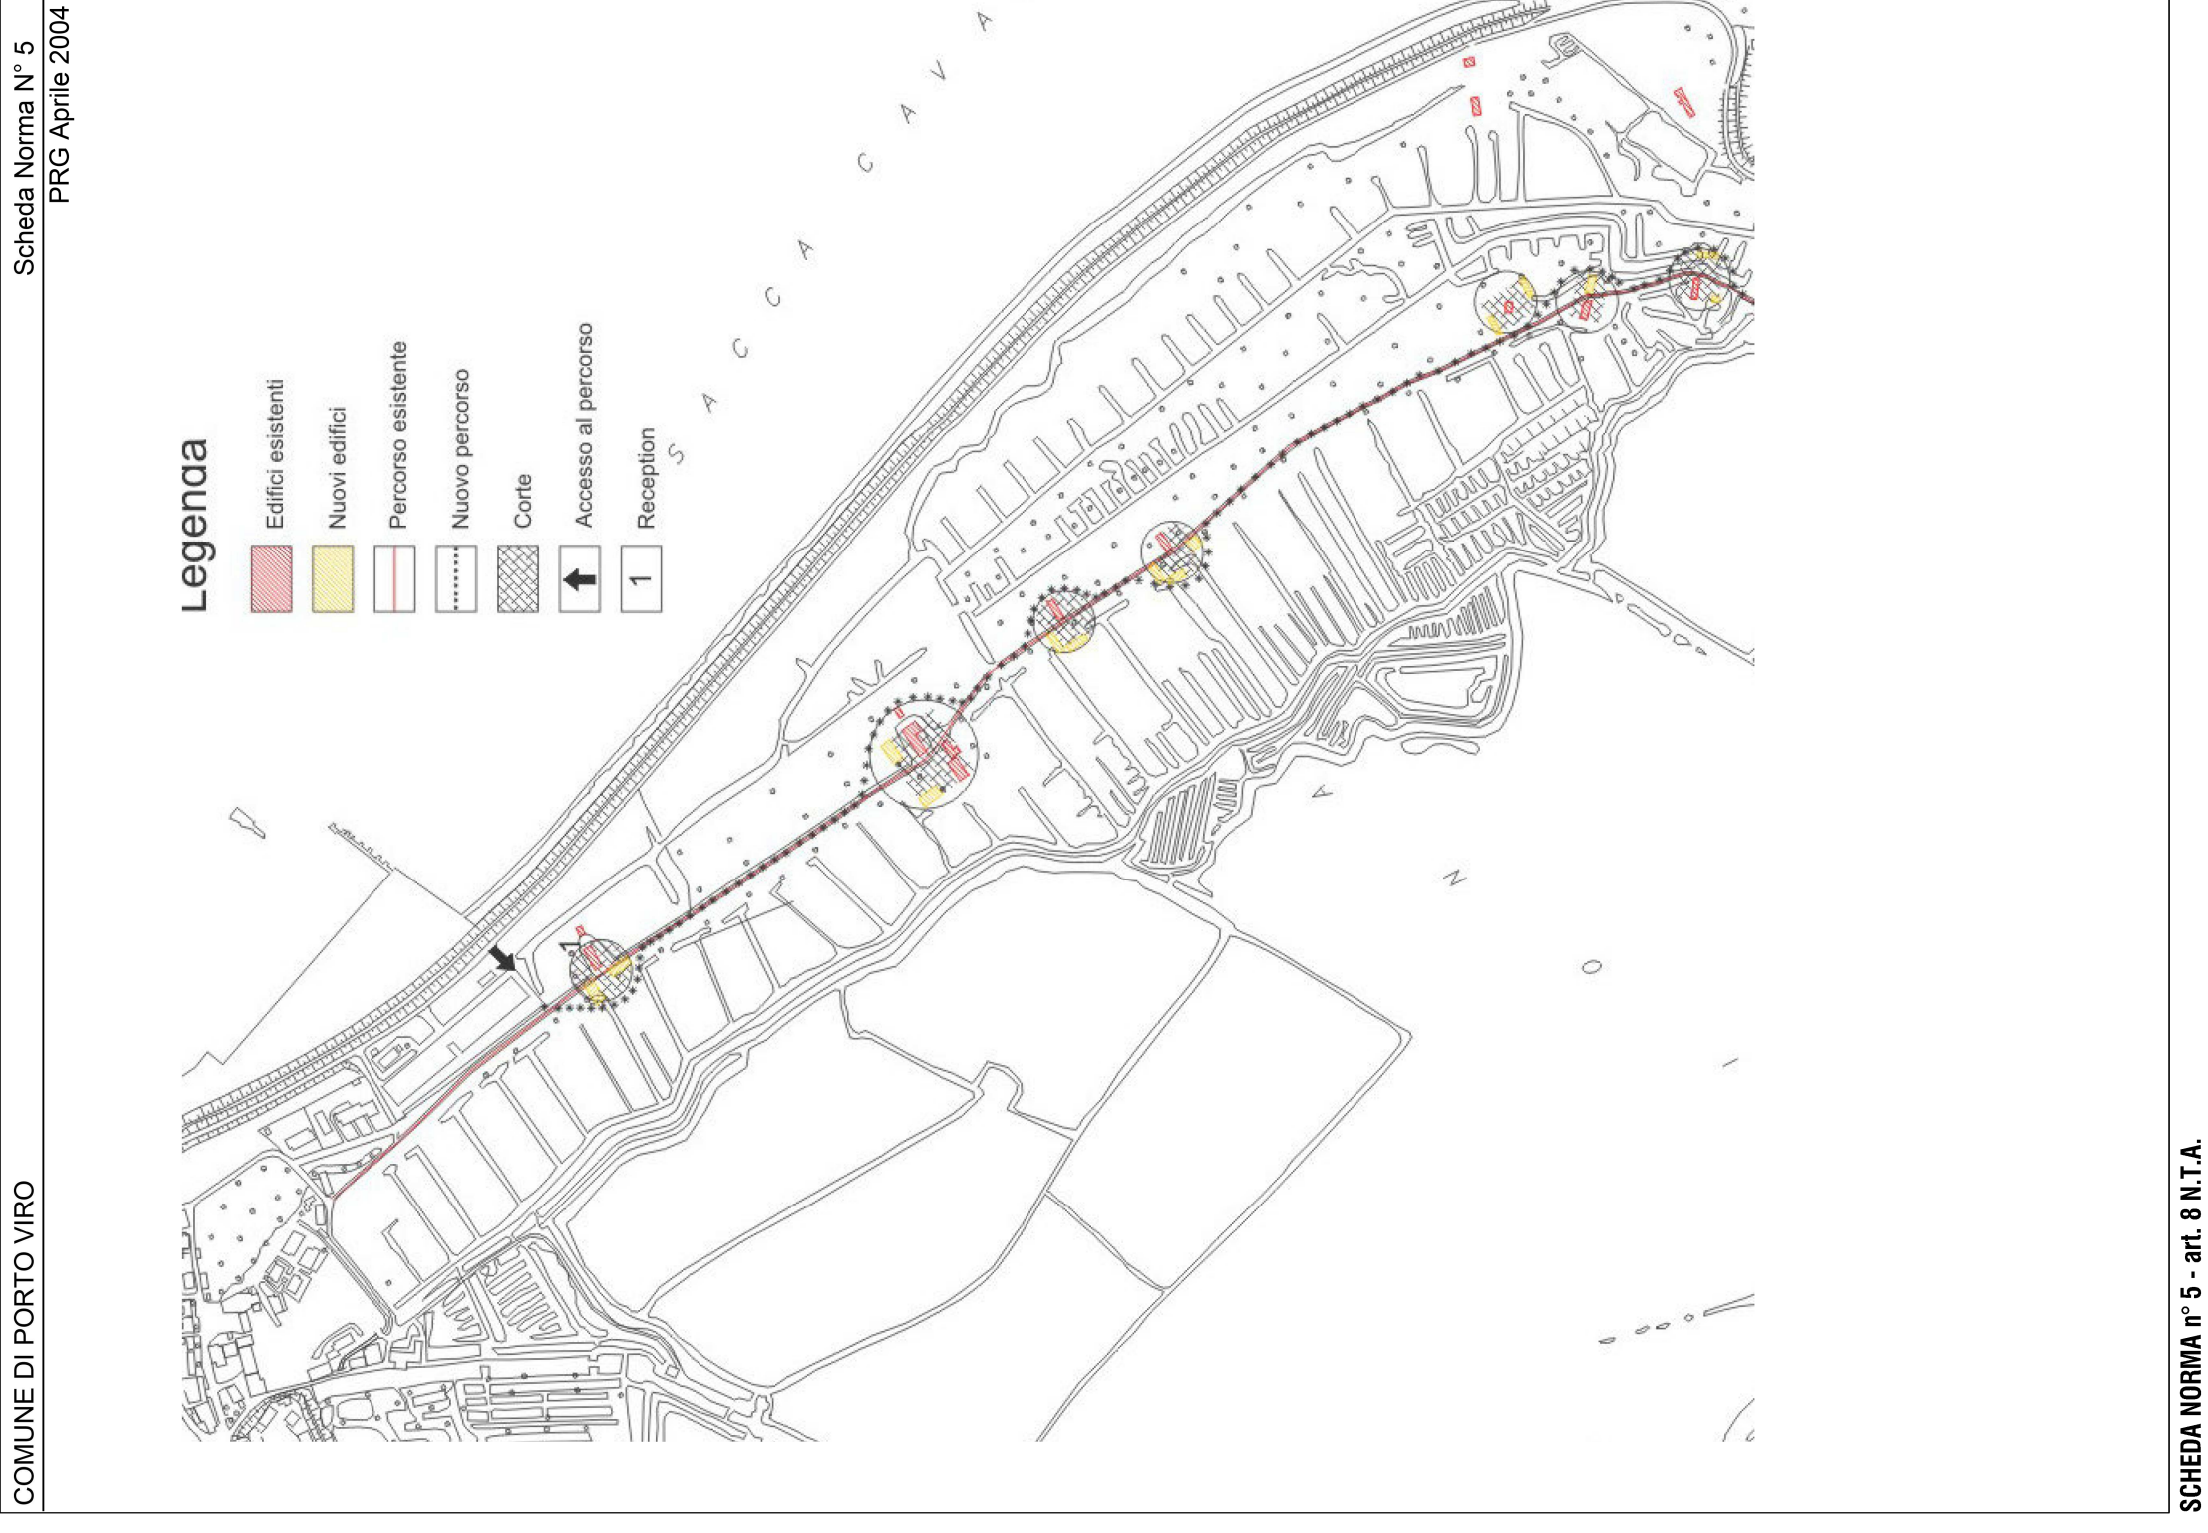 COMUNE DI PORTO VIRO
Scheda Norma N° 5
PRG Aprile 2004
Legenda
Edifici esistenti
Nuovi edifici
Percorso esistente
Nuovo percorso
Corte
Accesso al percorso
1 Reception
S A C C A C A V A
1
A N O I
SCHEDA NORMA n° 5 - art. 8 N.T.A.